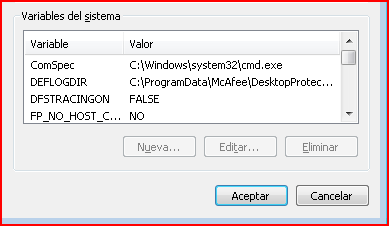 Variables del sistema
Variable Valor
ComSpec C:\Windows\system32\cmd.exe
DEFLOGDIR C:\ProgramData\McAfee\DesktopProtec...
DFSTRACINGON FALSE
FP_NO_HOST_C... NO
Nueva... Editar... Eliminar
Aceptar Cancelar